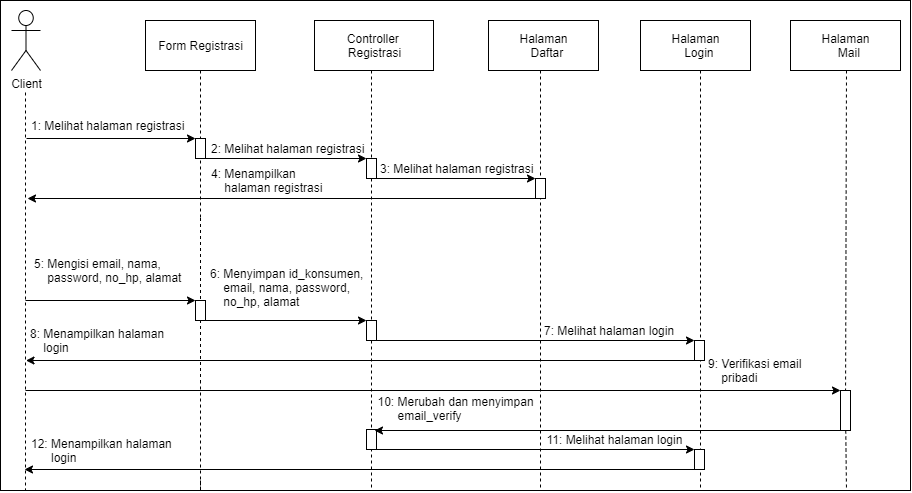 Client
Form Registrasi
Controller
Registrasi
Halaman
Daftar
Halaman
Login
Halaman
Mail
1: Melihat halaman registrasi
2: Melihat halaman registrasi
3: Melihat halaman registrasi
4: Menampilkan
halaman registrasi
5: Mengisi email, nama,
password, no_hp, alamat
6: Menyimpan id_konsumen,
email, nama, password,
no_hp, alamat
7: Melihat halaman login
8: Menampilkan halaman
login
9: Verifikasi email
pribadi
10: Merubah dan menyimpan
email_verify
11: Melihat halaman login
12: Menampilkan halaman
login